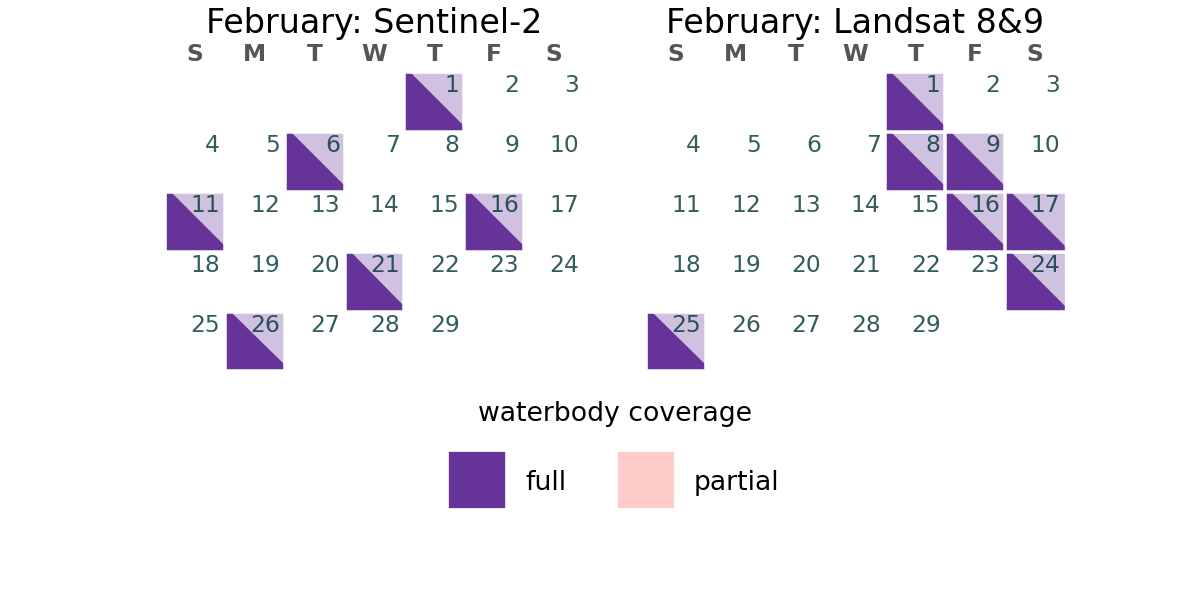 February: Sentinel-2
S M T W T F S
1 2 3
4 5 6 7 8 9 10
11 12 13 14 15 16 17
18 19 20 21 22 23 24
25 26 27 28 29
February: Landsat 8&9
S M T W T F S
1 2 3
4 5 6 7 8 9 10
11 12 13 14 15 16 17
18 19 20 21 22 23 24
25 26 27 28 29
waterbody coverage
full partial